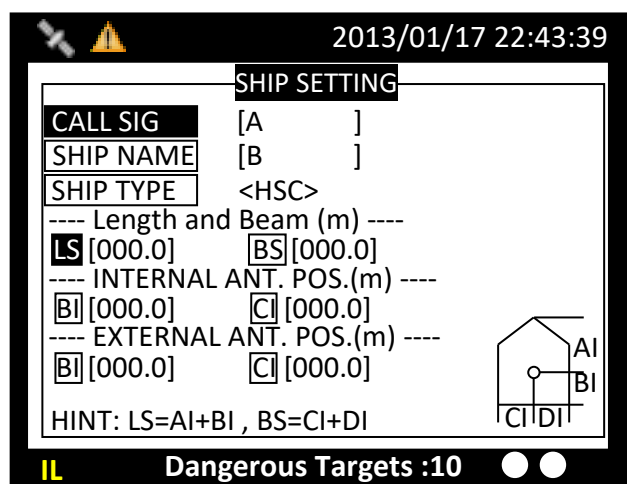 2013/01/17 22:43:39
SHIP SETTING
CALL SIG [A ]
SHIP NAME [B ]
SHIP TYPE <HSC>
---- Length and Beam (m) ----
LS [000.0] BS [000.0]
---- INTERNAL ANT. POS.(m) ----
BI [000.0] CI [000.0]
---- EXTERNAL ANT. POS.(m) ----
BI [000.0] CI [000.0]
AI
BI
CI DI
HINT: LS=AI+BI , BS=CI+DI
IL Dangerous Targets :10